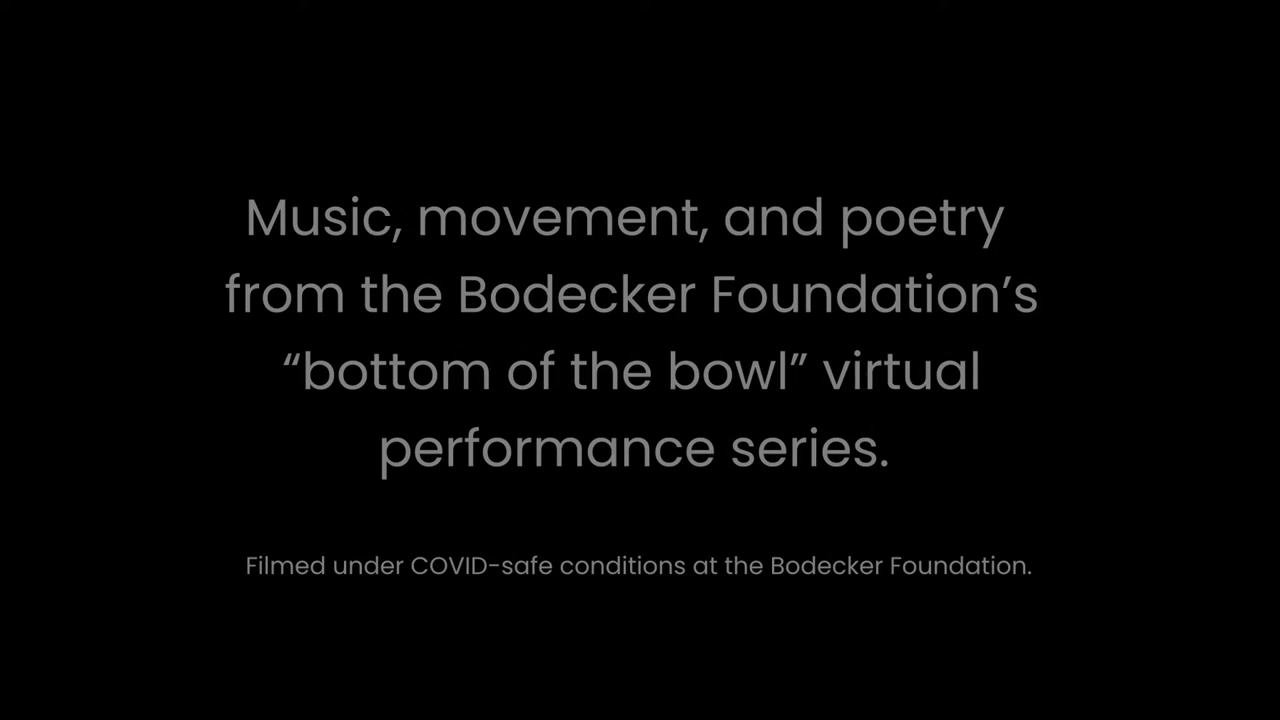 Music, movement, and poetry
from the Bodecker Foundation’s
“bottom of the bowl” virtual
performance series.
Filmed under COVID-safe conditions at the Bodecker Foundation.